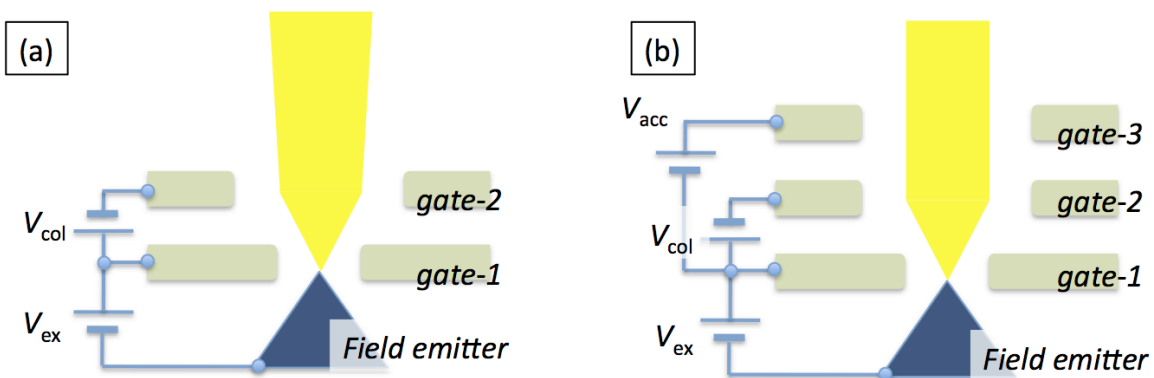 (a)
gate-2
V_col
gate-1
V_ex
Field emitter
(b)
V_acc
gate-3
gate-2
V_col
gate-1
V_ex
Field emitter